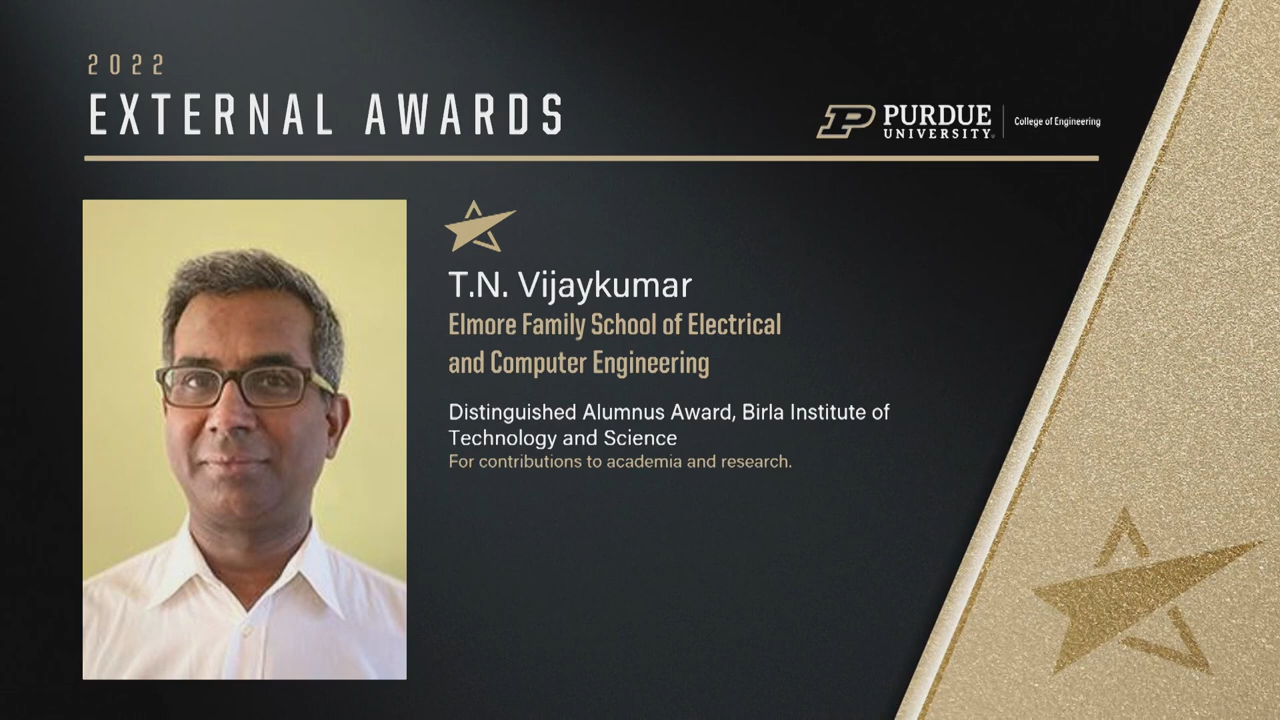 2022
EXTERNAL AWARDS
PURDUE
UNIVERSITY®
College of Engineering
T.N. Vijaykumar
Elmore Family School of Electrical
and Computer Engineering
Distinguished Alumnus Award, Birla Institute of
Technology and Science
For contributions to academia and research.